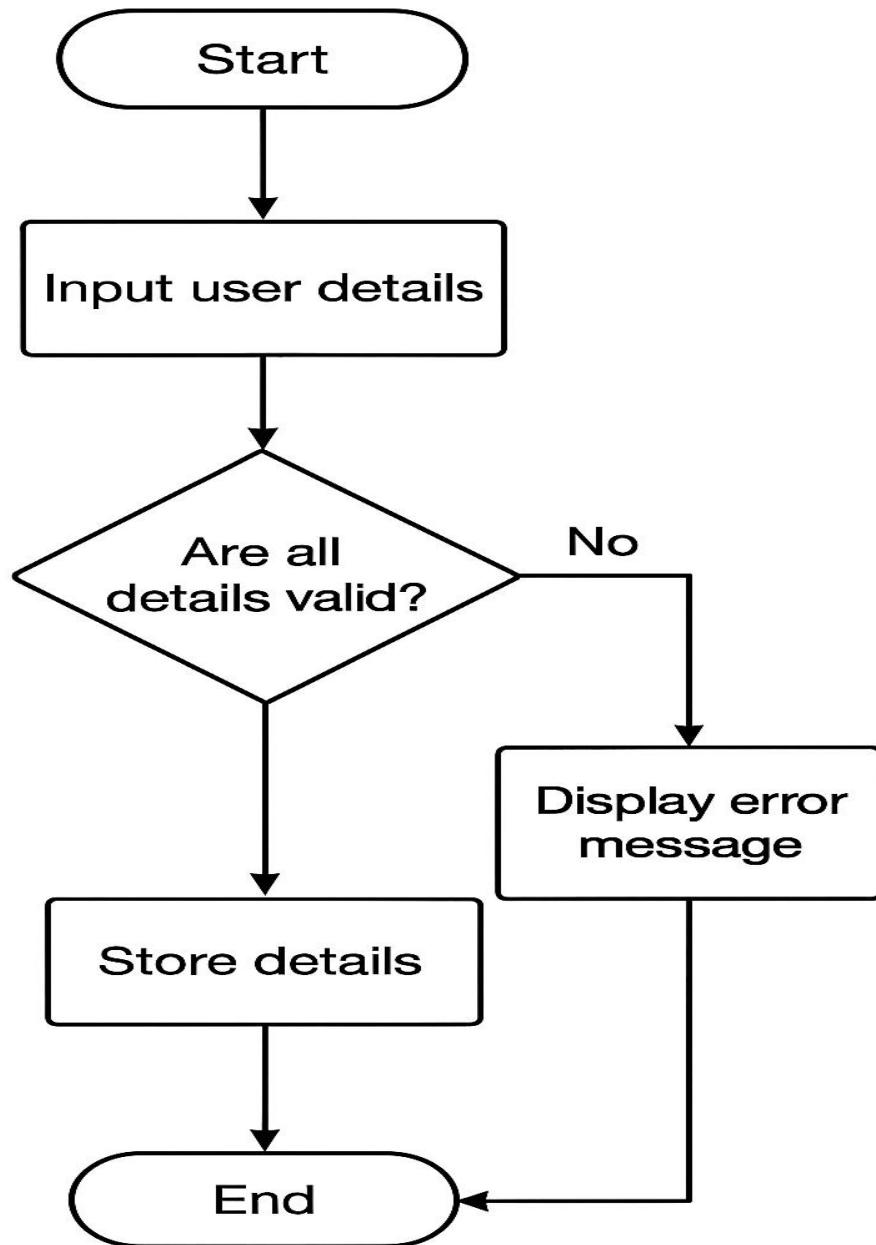 Start
Input user details
Are all
details valid?
No
Display error
message
Store details
End